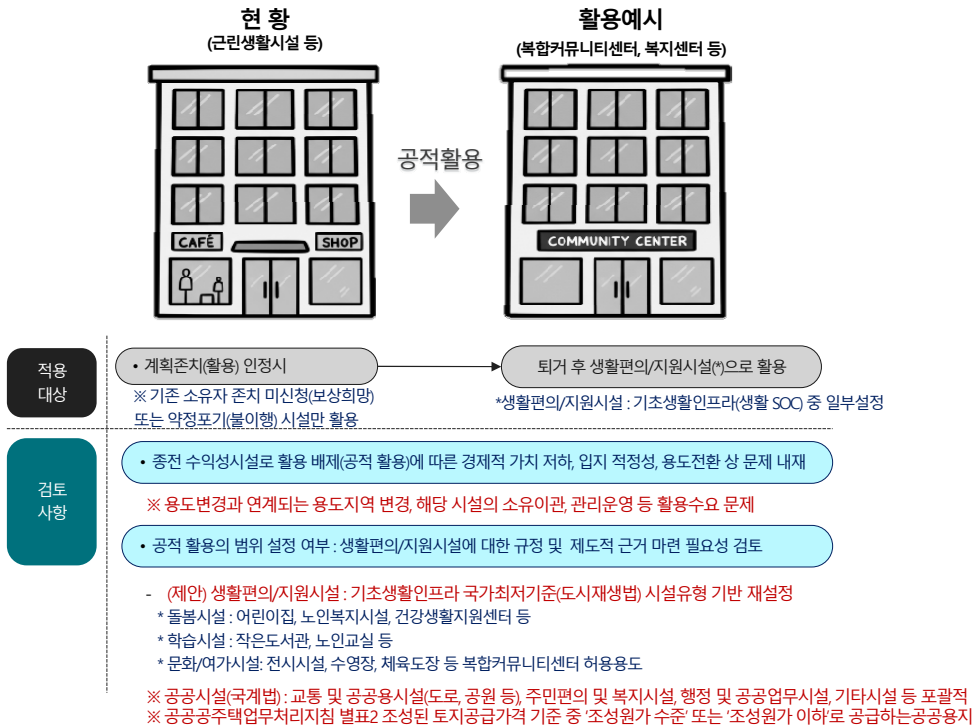 현 황
(근린생활시설 등)
활용예시
(복합커뮤니티센터, 복지센터 등)
공적활용
CAFÉ
SHOP
COMMUNITY CENTER
적용
대상
• 계획존치(활용) 인정시
퇴거 후 생활편의/지원시설(*)으로 활용
※ 기존 소유자 존치 미신청(보상희망)
또는 약정포기(불이행) 시설만 활용
*생활편의/지원시설 : 기초생활인프라(생활 SOC) 중 일부설정
검토
사항
• 종전 수익성시설로 활용 배제(공적 활용)에 따른 경제적 가치 저하, 입지 적정성, 용도전환 상 문제 내재
※ 용도변경과 연계되는 용도지역 변경, 해당 시설의 소유이관, 관리운영 등 활용수요 문제
• 공적 활용의 범위 설정 여부 : 생활편의/지원시설에 대한 규정 및 제도적 근거 마련 필요성 검토
- (제안) 생활편의/지원시설 : 기초생활인프라 국가최저기준(도시재생법) 시설유형 기반 재설정
* 돌봄시설 : 어린이집, 노인복지시설, 건강생활지원센터 등
* 학습시설 : 작은도서관, 노인교실 등
* 문화/여가시설: 전시시설, 수영장, 체육도장 등 복합커뮤니티센터 허용용도
※ 공공시설(국계법) : 교통 및 공공용시설(도로, 공원 등), 주민편의 및 복지시설, 행정 및 공공업무시설, 기타시설 등 포괄적
※ 공공공주택업무처리지침 별표2 조성된 토지공급가격 기준 중 '조성원가 수준' 또는 '조성원가 이하'로 공급하는공공용지